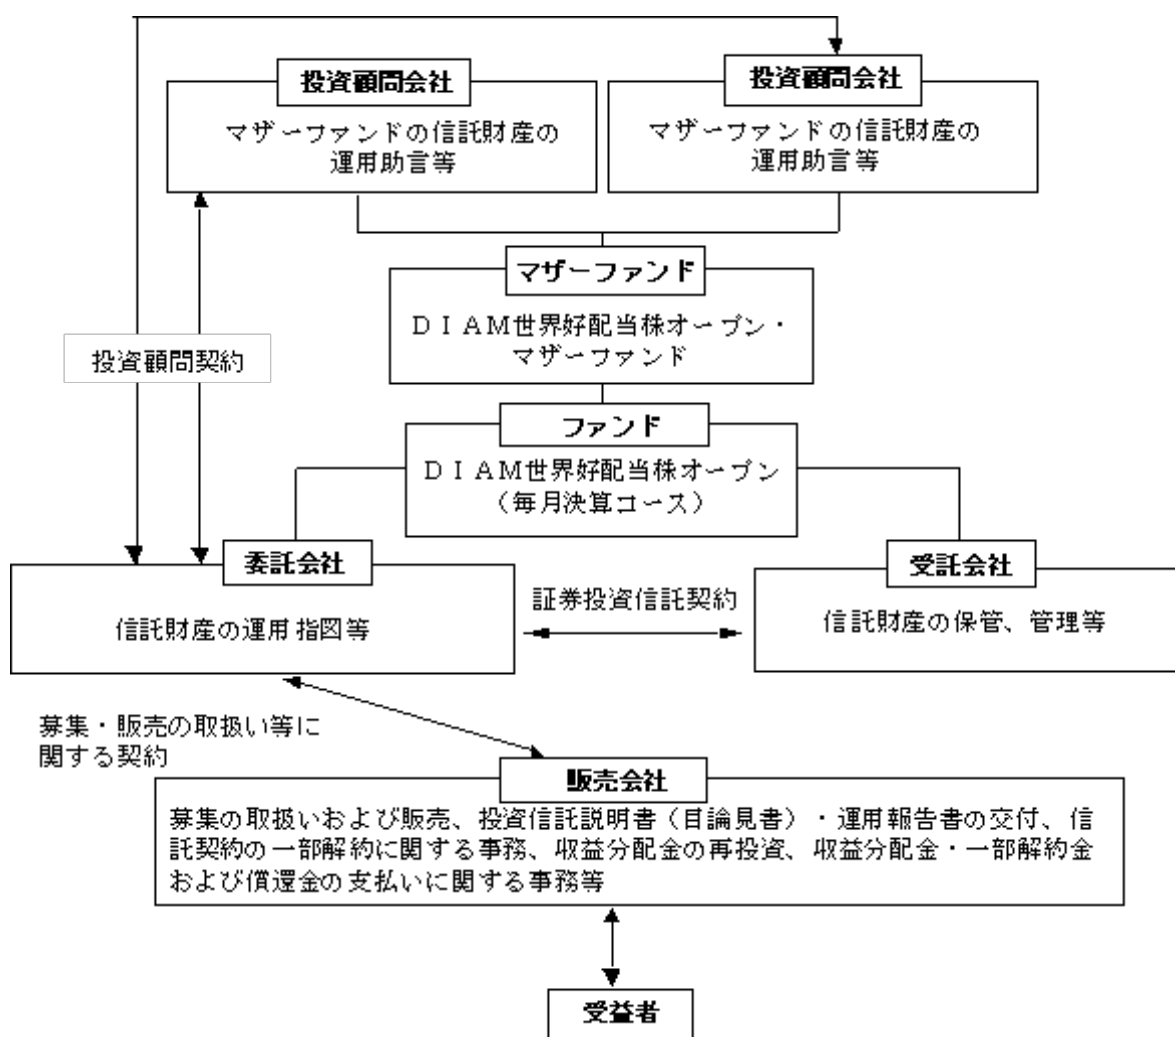 投資顧問会社
マザーファンドの信託財産の
運用助言等
投資顧問会社
マザーファンドの信託財産の
運用助言等
マザーファンド
ＤＩＡＭ世界好配当株オープン・
マザーファンド
投資顧問契約
ファンド
ＤＩＡＭ世界好配当株オープン
（毎月決算コース）
委託会社
信託財産の運用指図等
証券投資信託契約
受託会社
信託財産の保管、管理等
募集・販売の取扱い等に
関する契約
販売会社
募集の取扱いおよび販売、投資信託説明書（目論見書）・運用報告書の交付、信
託契約の一部解約に関する事務、収益分配金の再投資、収益分配金・一部解約金
および償還金の支払いに関する事務等
受益者